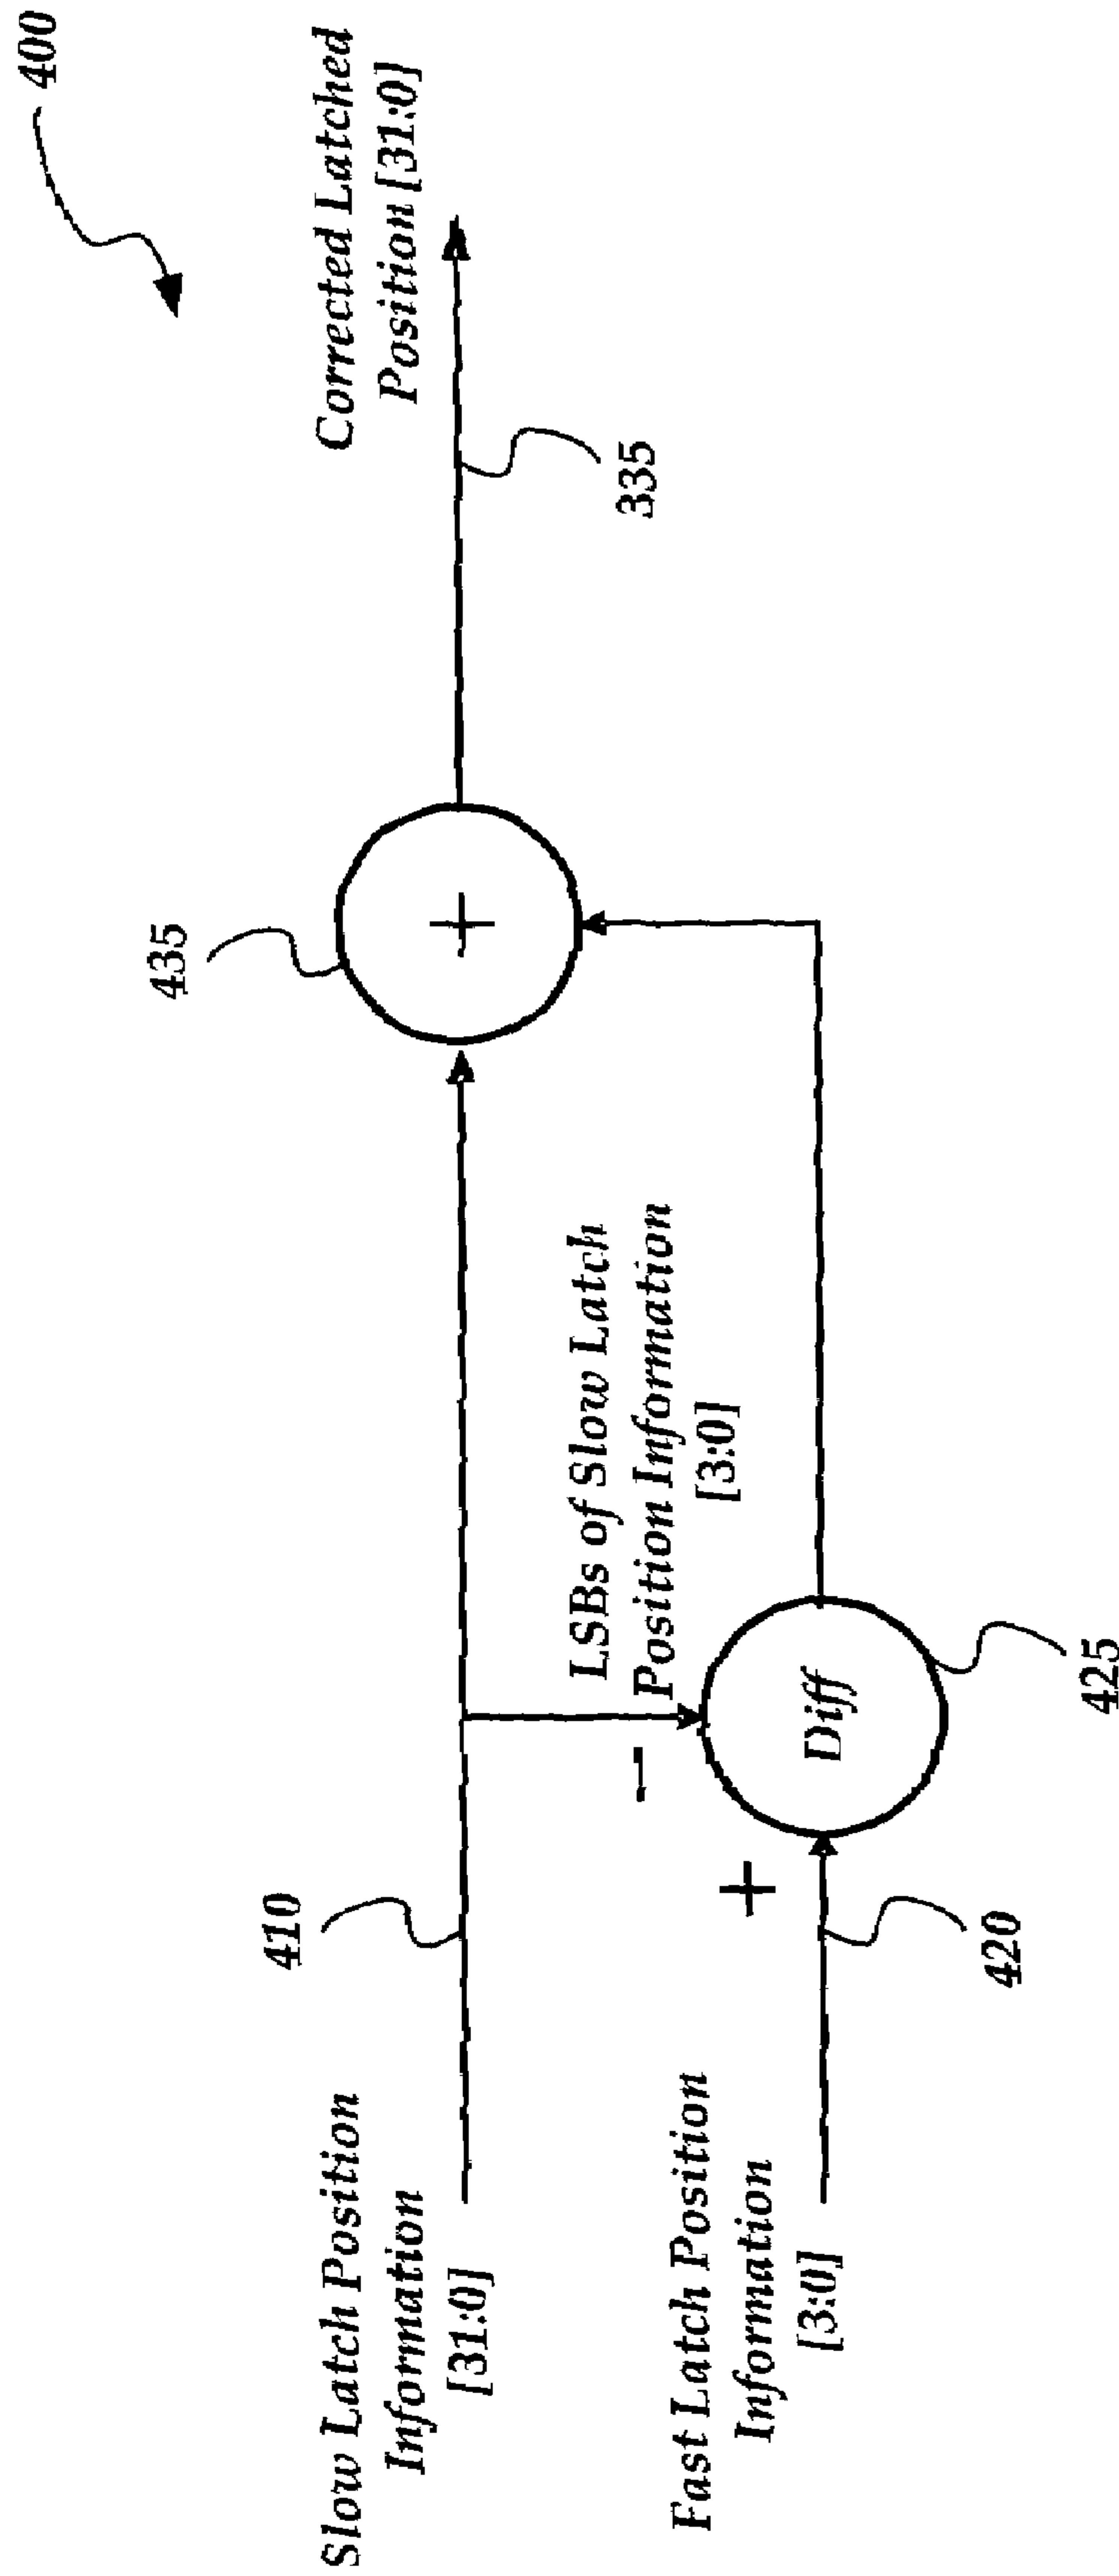 400
Corrected Latched
Position [31:0]
335
435
LSBs of Slow Latch
Position Information
[3:0]
+
−
Diff
425
410
+
420
Slow Latch Position
Information
[31:0]
Fast Latch Position
Information
[3:0]